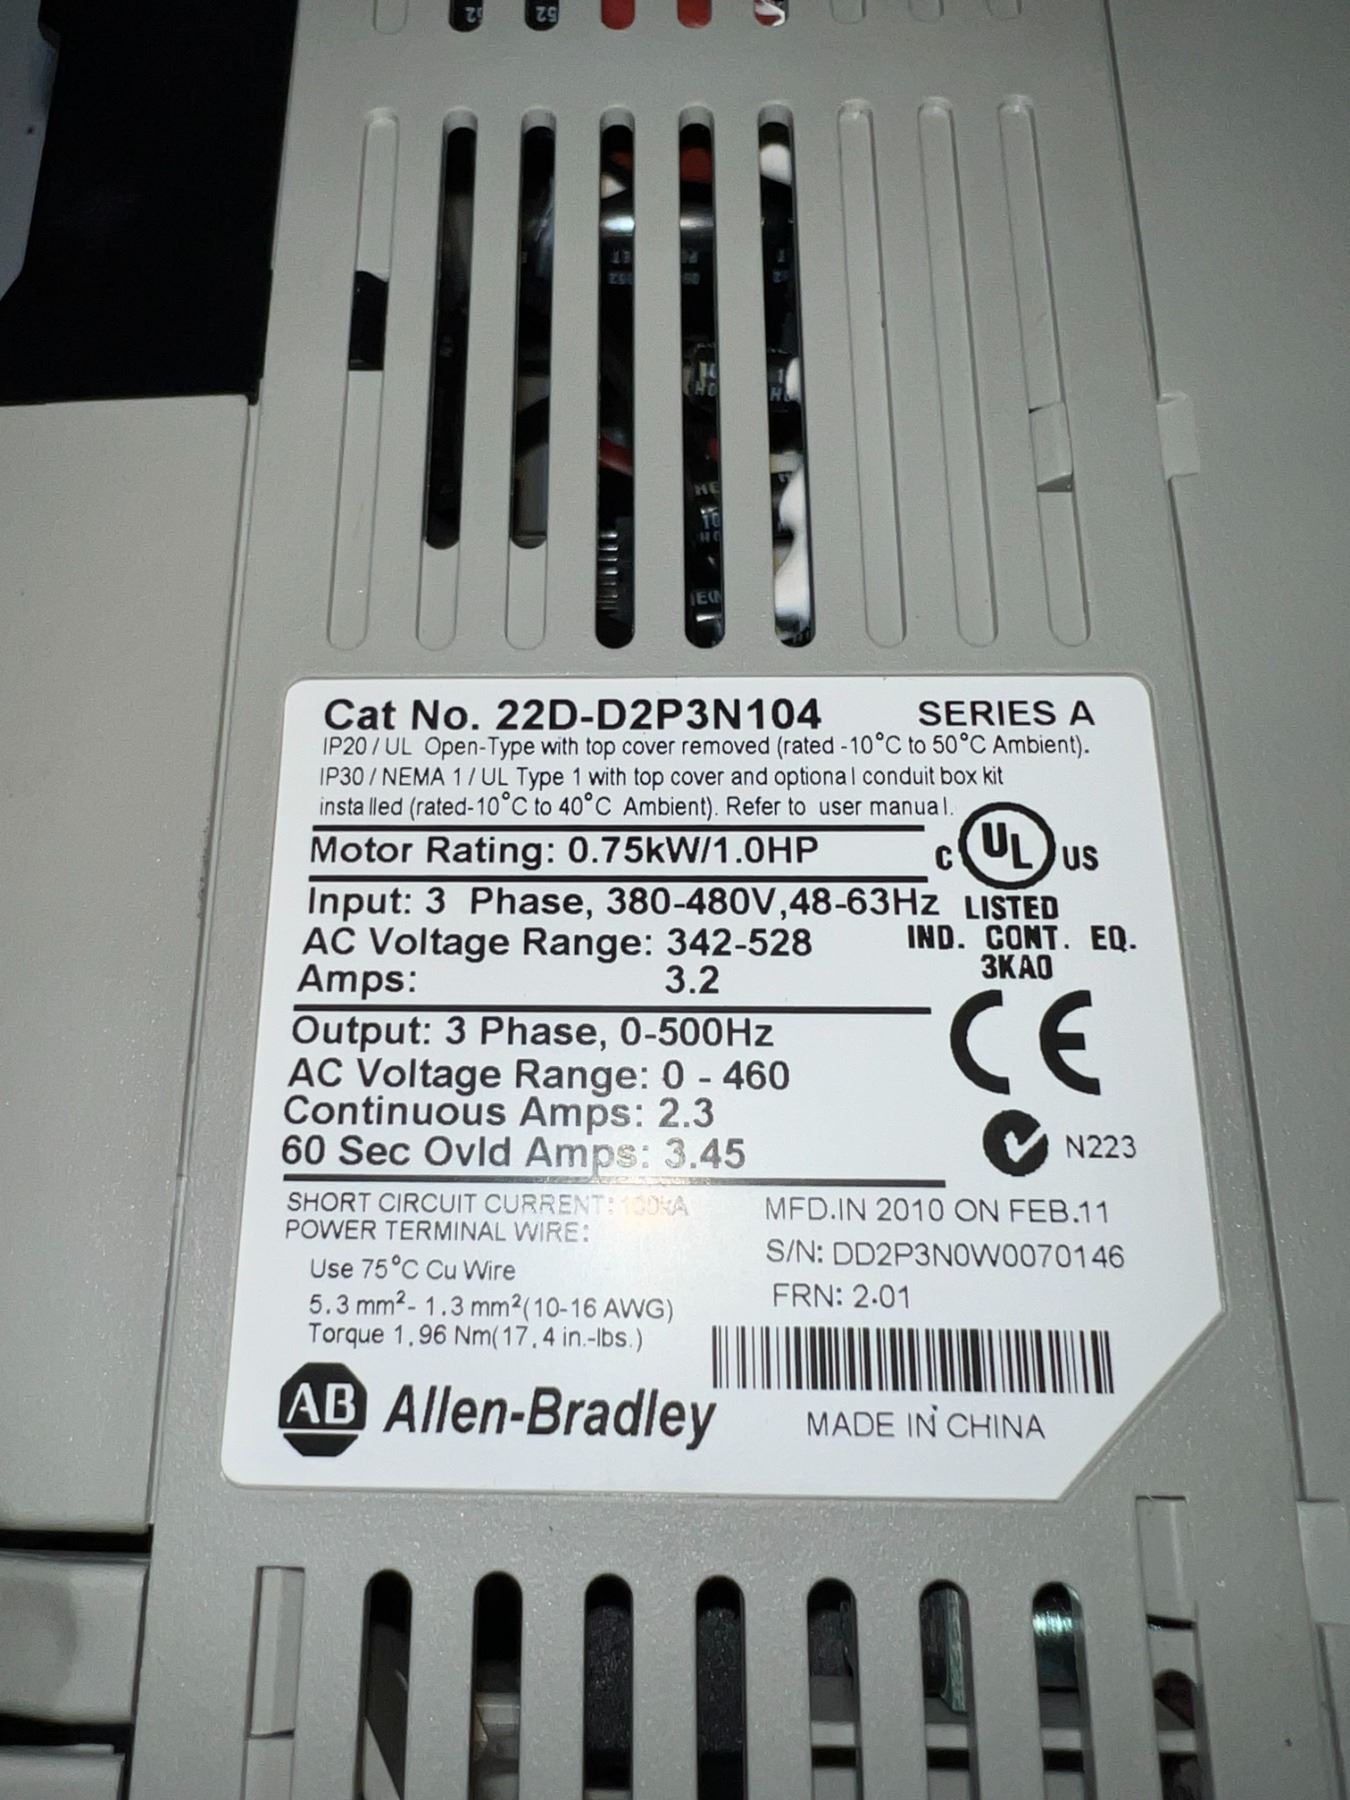 Cat No. 22D-D2P3N104 SERIES A
IP20 / UL Open-Type with top cover removed (rated -10°C to 50°C Ambient).
IP30 / NEMA 1 / UL Type 1 with top cover and optional conduit box kit
installed (rated-10°C to 40°C Ambient). Refer to user manual.
Motor Rating: 0.75kW/1.0HP
C UL US
Input: 3 Phase, 380-480V,48-63Hz
LISTED
AC Voltage Range: 342-528
IND. CONT. EQ.
Amps: 3.2
3KA0
Output: 3 Phase, 0-500Hz
CE
AC Voltage Range: 0 - 460
Continuous Amps: 2.3
60 Sec Ovld Amps: 3.45
N223
SHORT CIRCUIT CURRENT: 100kA
POWER TERMINAL WIRE:
Use 75°C Cu Wire
5.3 mm²- 1.3 mm²(10-16 AWG)
Torque 1.96 Nm(17.4 in.-lbs.)
MFD.IN 2010 ON FEB.11
S/N: DD2P3N0W0070146
FRN: 2.01
AB Allen-Bradley
MADE IN CHINA